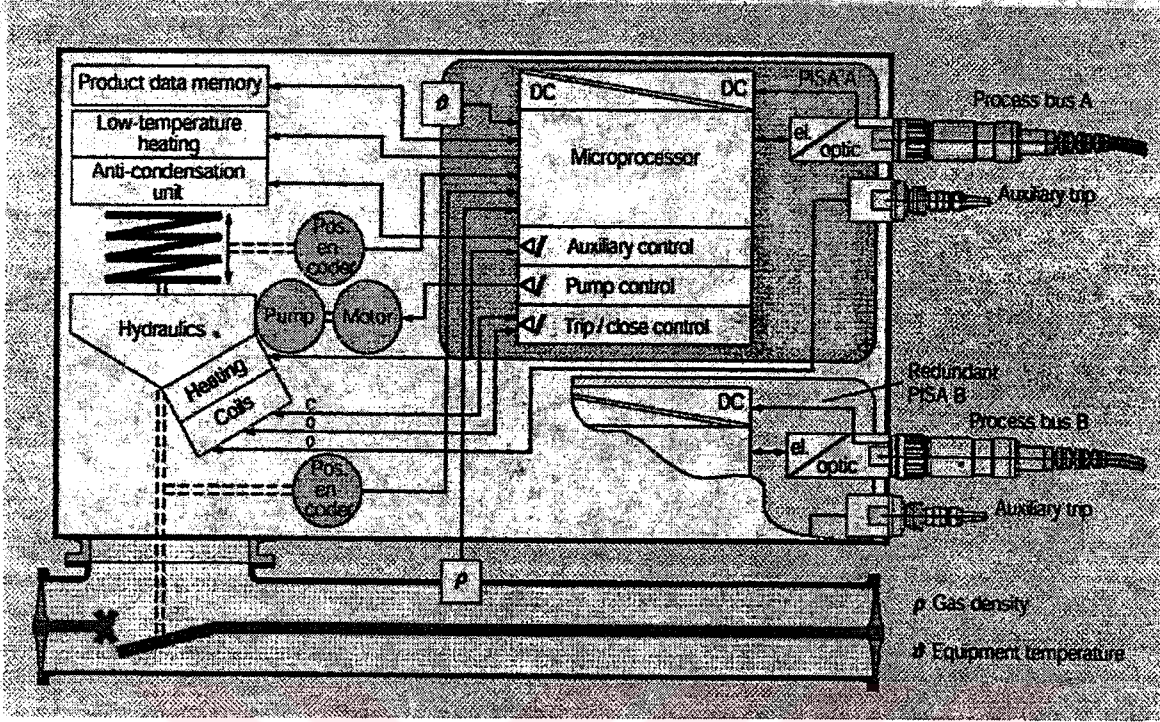 Product data memory
Low-temperature
heating
Anti-condensation
unit
ϑ
DC
DC
PISA A
Microprocessor
el.
optic
Process bus A
Auxiliary trip
Pos.
en
coder
Auxiliary control
Pump control
Trip / close control
Hydraulics
Pump
Motor
Heating
Coils
C
O
O
Pos.
en
coder
DC
Redundant
PISA B
Process bus B
el.
optic
Auxiliary trip
ρ
ρ Gas density
ϑ Equipment temperature